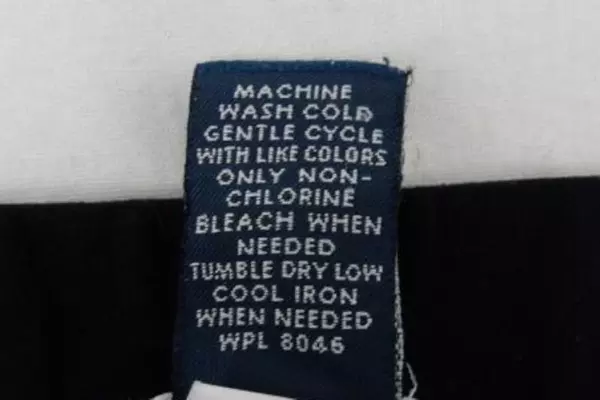 MACHINE
WASH COLD
GENTLE CYCLE
WITH LIKE COLORS
ONLY NON-
CHLORINE
BLEACH WHEN
NEEDED
TUMBLE DRY LOW
COOL IRON
WHEN NEEDED
WPL 8046